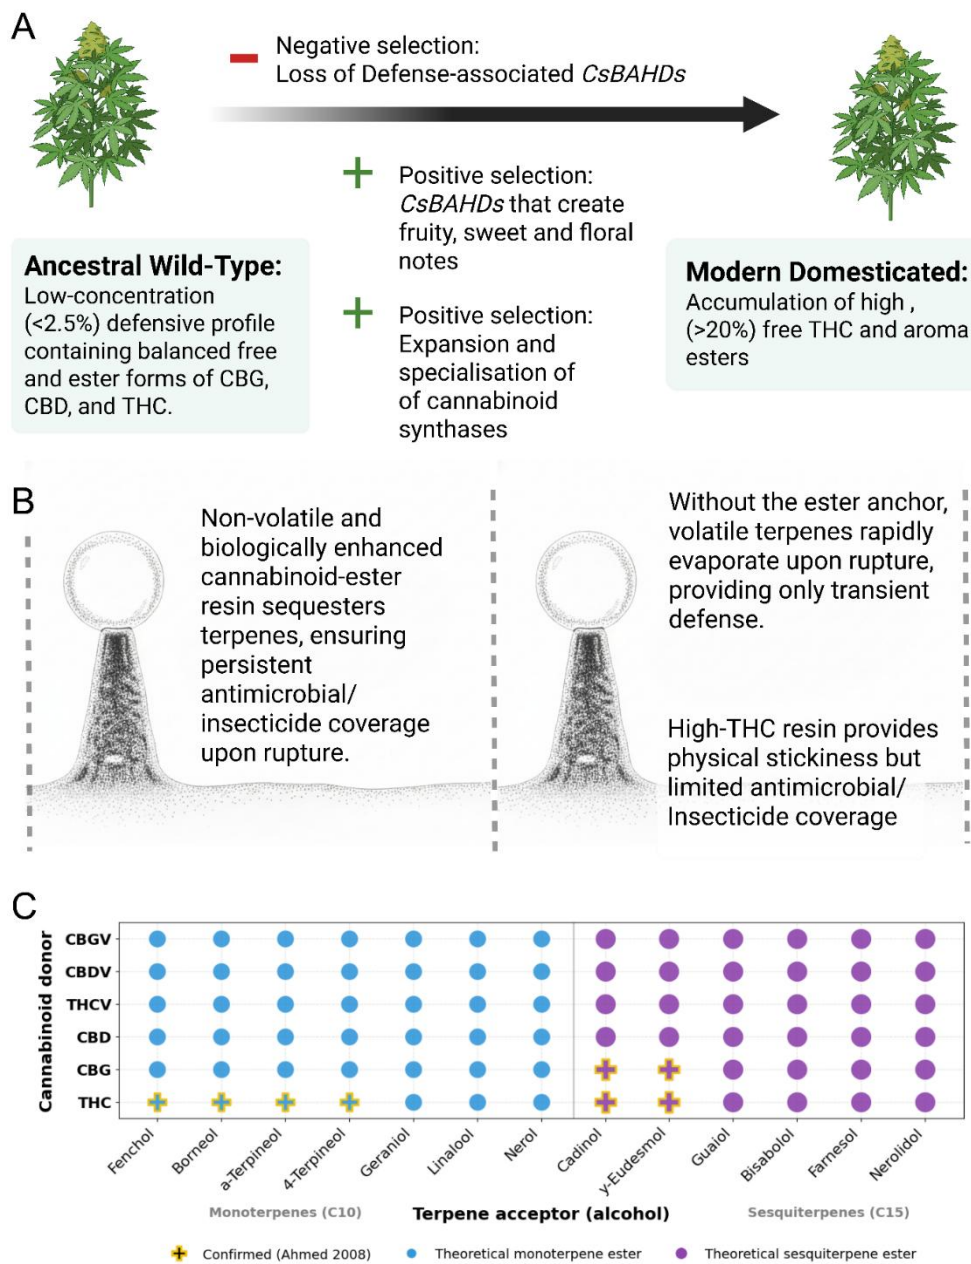 A
Negative selection:
Loss of Defense-associated CsBAHDs
Positive selection:
CsBAHDs that create
fruity, sweet and floral
notes
Positive selection:
Expansion and
specialisation of
of cannabinoid
synthases
Ancestral Wild-Type:
Low-concentration
(<2.5%) defensive profile
containing balanced free
and ester forms of CBG,
CBD, and THC.
Modern Domesticated:
Accumulation of high ,
(>20%) free THC and aroma
esters
B
Non-volatile and
biologically enhanced
cannabinoid-ester
resin sequesters
terpenes, ensuring
persistent
antimicrobial/
insecticide coverage
upon rupture.
Without the ester anchor,
volatile terpenes rapidly
evaporate upon rupture,
providing only transient
defense.
High-THC resin provides
physical stickiness but
limited antimicrobial/
Insecticide coverage
C
Cannabinoid donor
CBGV
CBDV
THCV
CBD
CBG
THC
Fenchol
Borneol
a-Terpineol
4-Terpineol
Geraniol
Linalool
Nerol
Cadinol
y-Eudesmol
Guaiol
Bisabolol
Farnesol
Nerolidol
Monoterpenes (C10)
Terpene acceptor (alcohol)
Sesquiterpenes (C15)
Confirmed (Ahmed 2008)
Theoretical monoterpene ester
Theoretical sesquiterpene ester